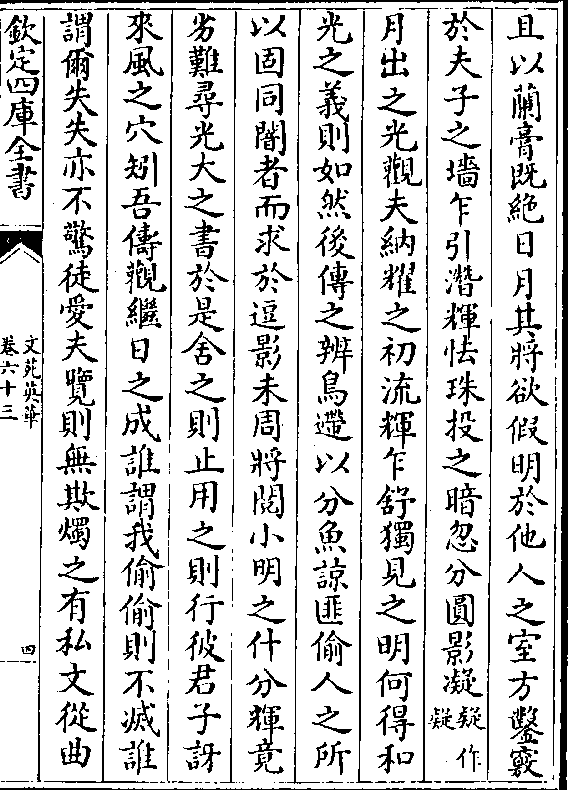 且以蘭膏既絶日月其將欲假明於他人之室方鑿竅
於夫子之墻乍引潛輝怯珠投之暗忽分圓影凝疑作凝
月出之光觀夫納耀之初流輝乍舒獨見之明何得和
光之義則如然後傳之辨鳥遷以分魚諒匪偷人之所
以固同闇者而求於逗影未周將閱小明之什分輝竟
劣難尋光大之書於是舍之則止用之則行彼君子訝
來風之穴矧吾儔觀繼日之成誰謂我偷偷則不滅誰
謂爾失失亦不驚徒愛夫覽則無欺燭之有私文從曲
欽定四庫全書
文苑英華
卷六十三
四